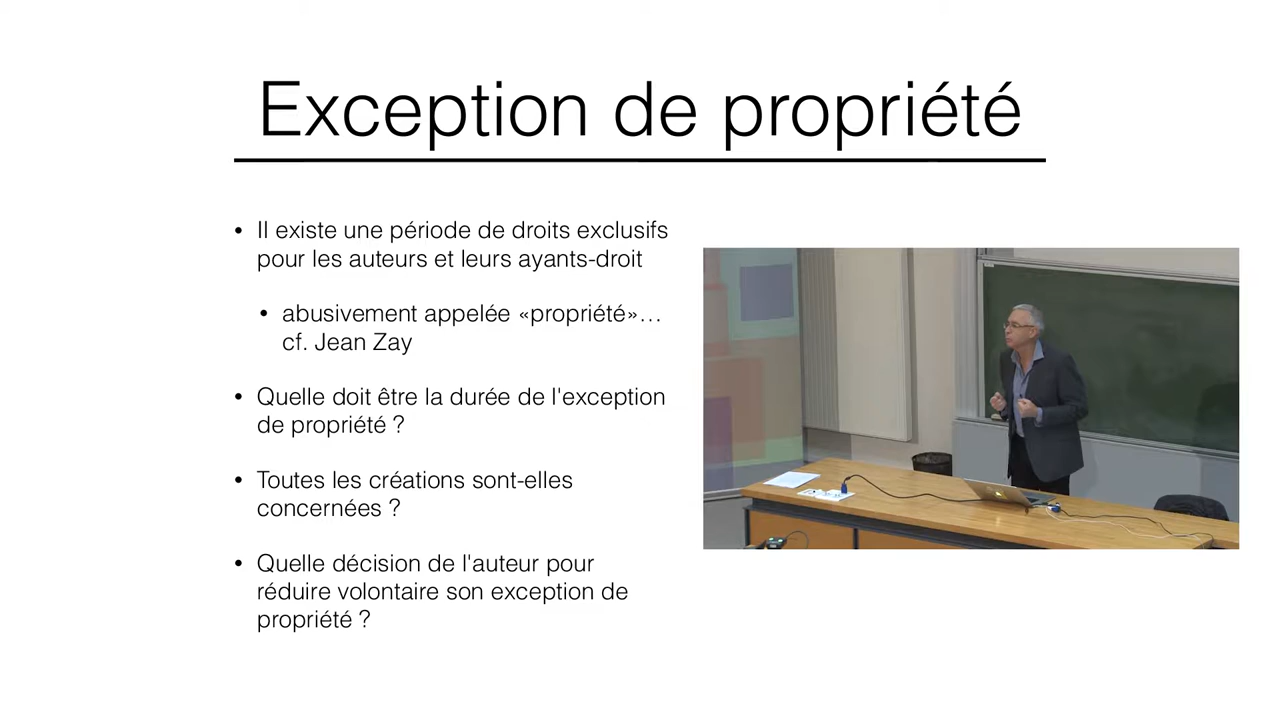 Exception de propriété
• Il existe une période de droits exclusifs
pour les auteurs et leurs ayants-droit
• abusivement appelée «propriété»…
cf. Jean Zay
• Quelle doit être la durée de l'exception
de propriété ?
• Toutes les créations sont-elles
concernées ?
• Quelle décision de l'auteur pour
réduire volontaire son exception de
propriété ?